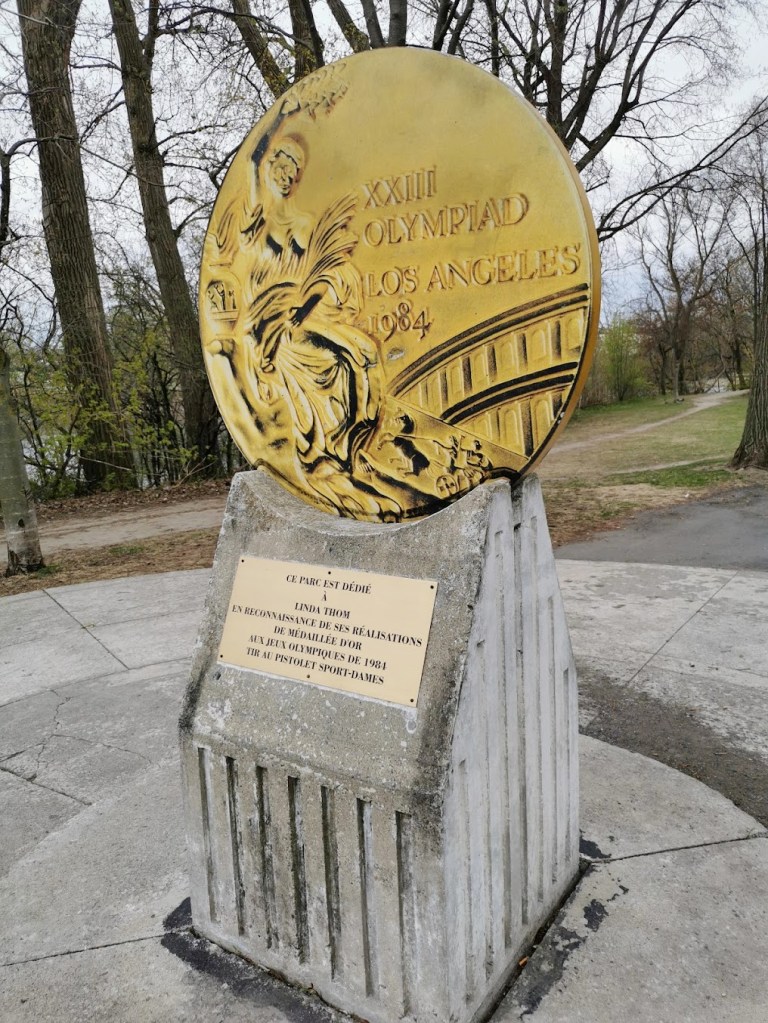 XXIII
OLYMPIAD
LOS ANGELES
1984
CE PARC EST DÉDIÉ
À
LINDA THOM
EN RECONNAISSANCE DE SES RÉALISATIONS
DE MÉDAILLÉE D'OR
AUX JEUX OLYMPIQUES DE 1984
TIR AU PISTOLET SPORT-DAMES